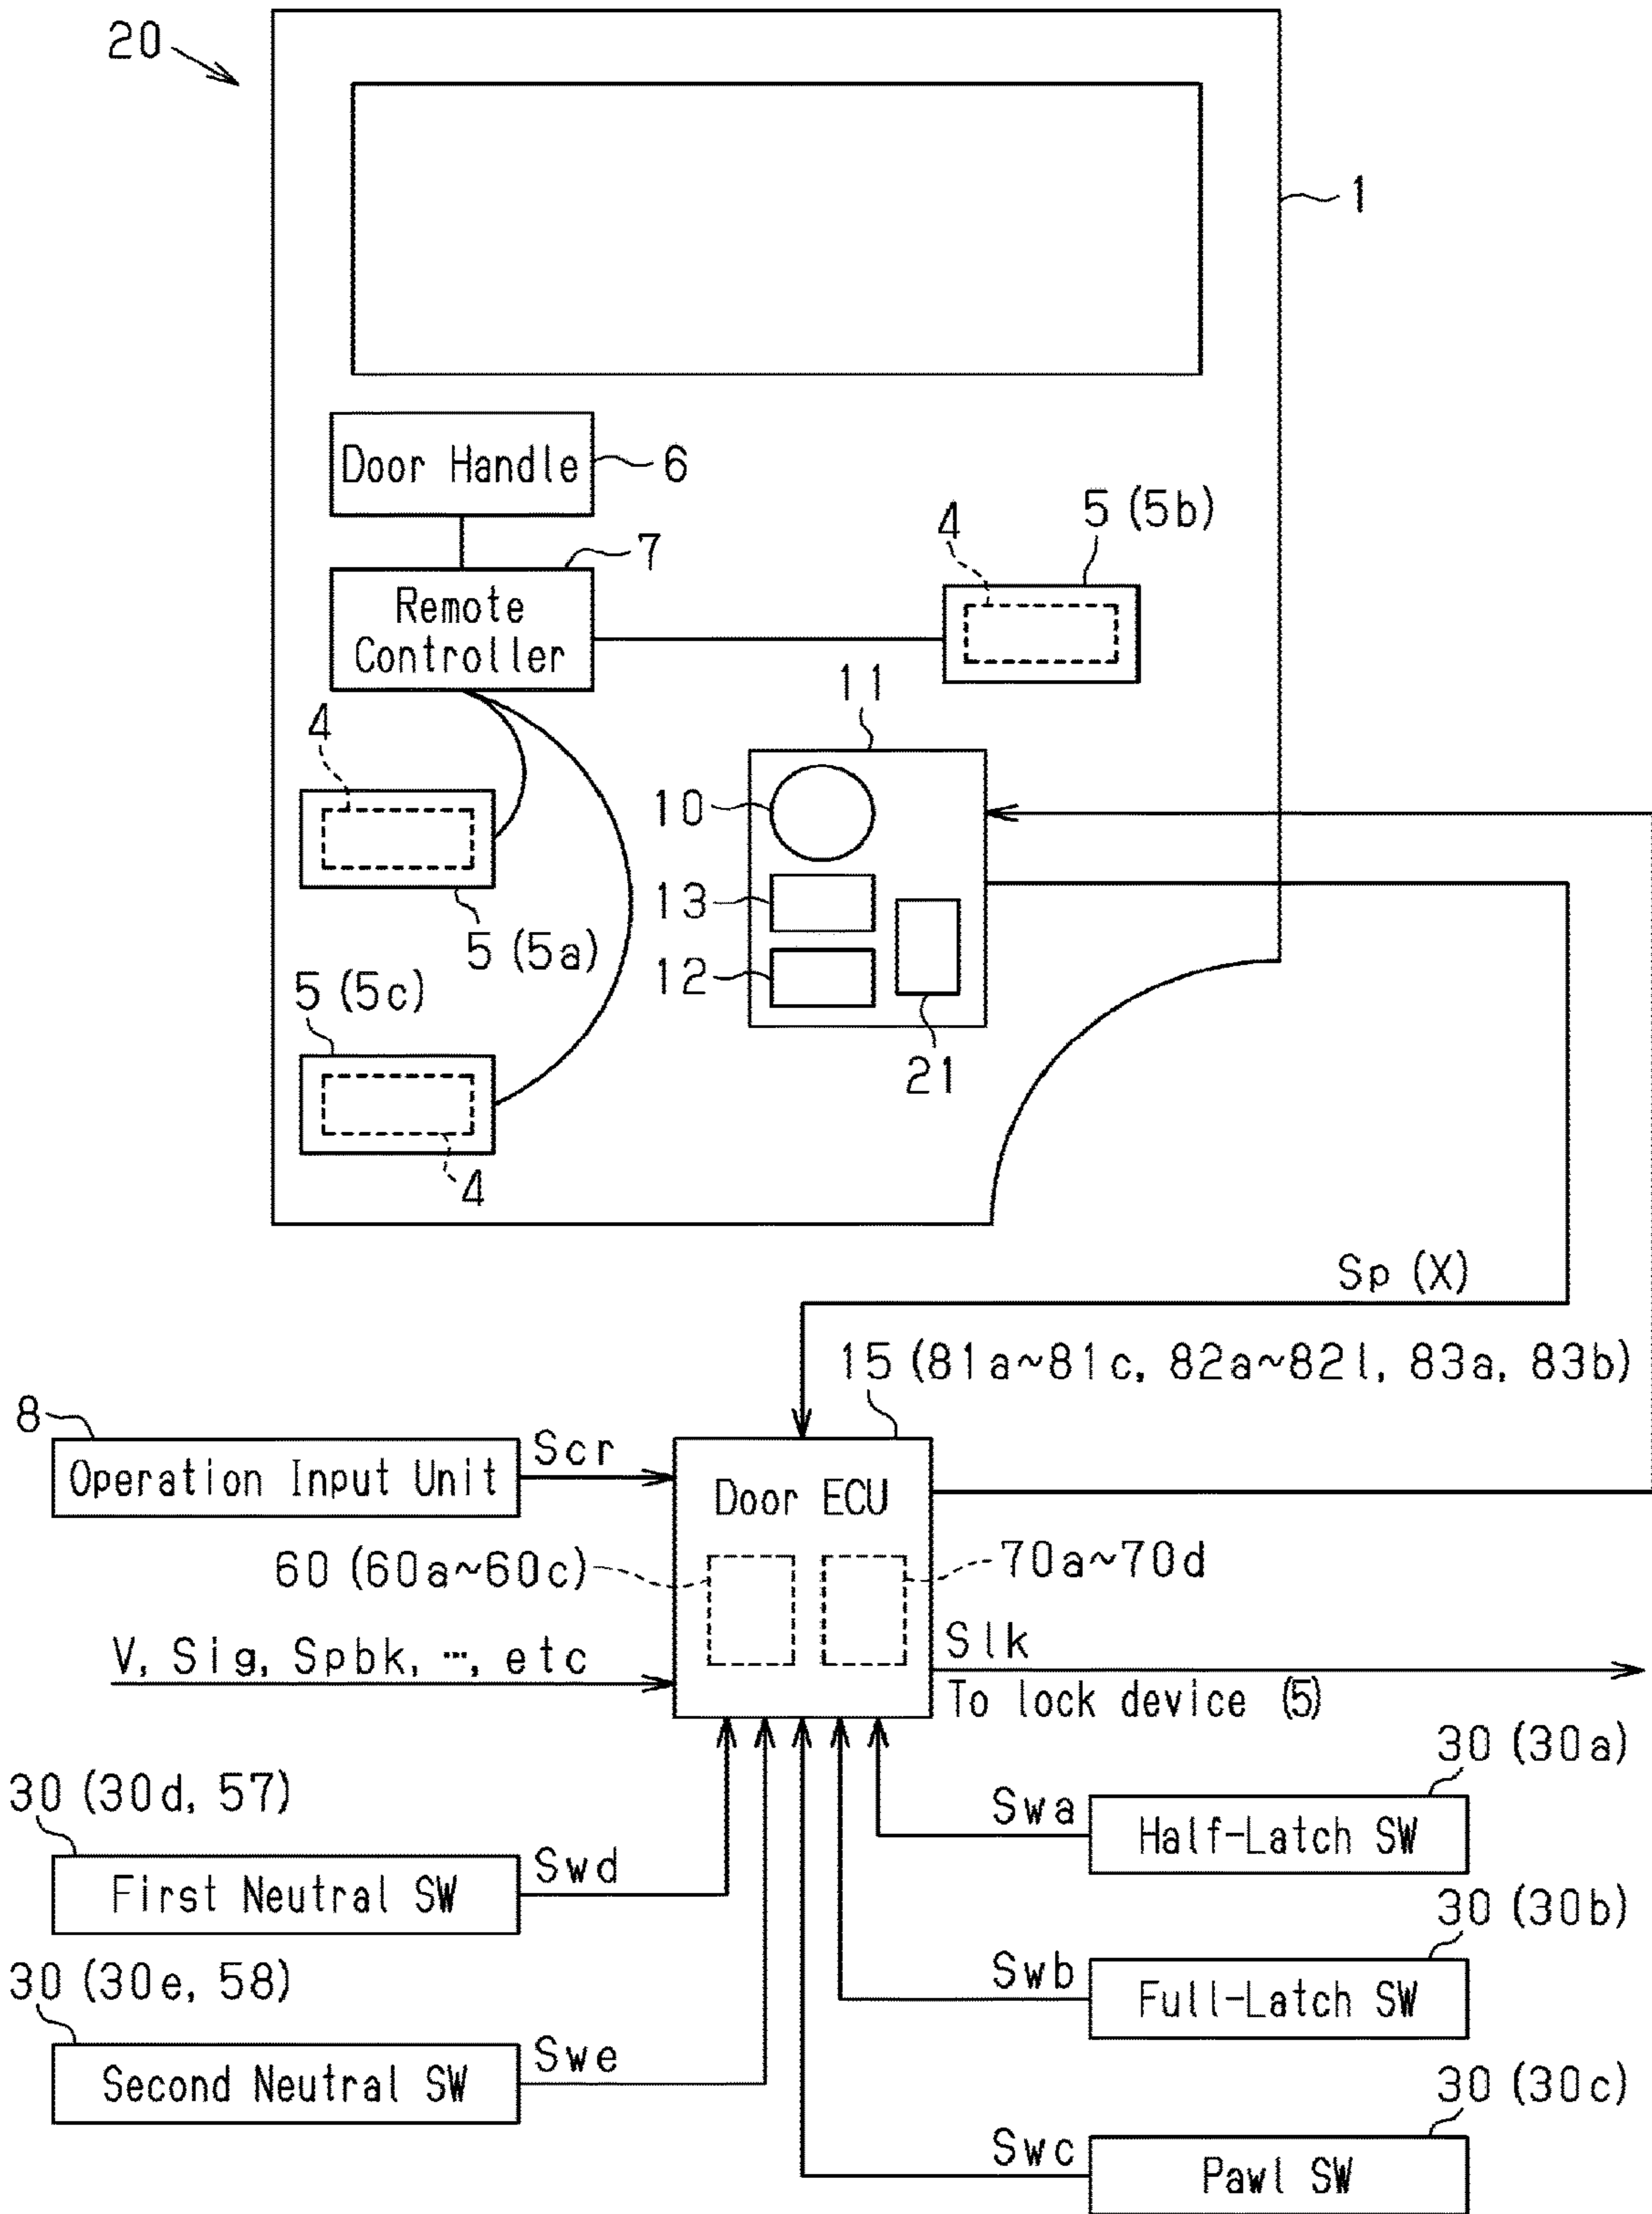 20
1
Door Handle
6
7
Remote
Controller
4
5 (5b)
11
4
10
5 (5a)
13
12
5 (5c)
21
4
Sp (X)
15 (81a~81c, 82a~82l, 83a, 83b)
8
Operation Input Unit
Scr
Door ECU
60 (60a~60c)
70a~70d
V, Sig, Spbk, …, etc
Slk
To lock device (5)
30 (30a)
30 (30d, 57)
Swa
Half-Latch SW
First Neutral SW
Swd
30 (30b)
30 (30e, 58)
Swb
Full-Latch SW
Second Neutral SW
Swe
30 (30c)
Swc
Pawl SW